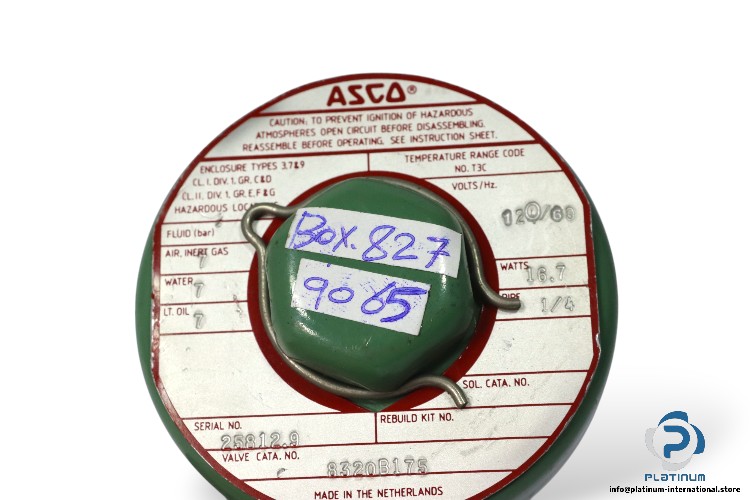 ASCO®
CAUTION: TO PREVENT IGNITION OF HAZARDOUS
ATMOSPHERES OPEN CIRCUIT BEFORE DISASSEMBLING.
REASSEMBLE BEFORE OPERATING. SEE INSTRUCTION SHEET.
ENCLOSURE TYPES 3,7&9
CL. I, DIV. 1, GR. C&D
CL. II, DIV. 1, GR. E,F&G
HAZARDOUS
TEMPERATURE RANGE CODE
NO. T3C
VOLTS/Hz.
120/60
FLUID (bar)
AIR, INERT GAS
7
WATER
7
LT. OIL
7
BOX.827
9065
WATTS
16.7
1/4
SOL. CATA. NO.
SERIAL NO.
25812.9
REBUILD KIT NO.
VALVE CATA. NO.
8320B175
MADE IN THE NETHERLANDS
PLATINUM
info@platinum-international.store